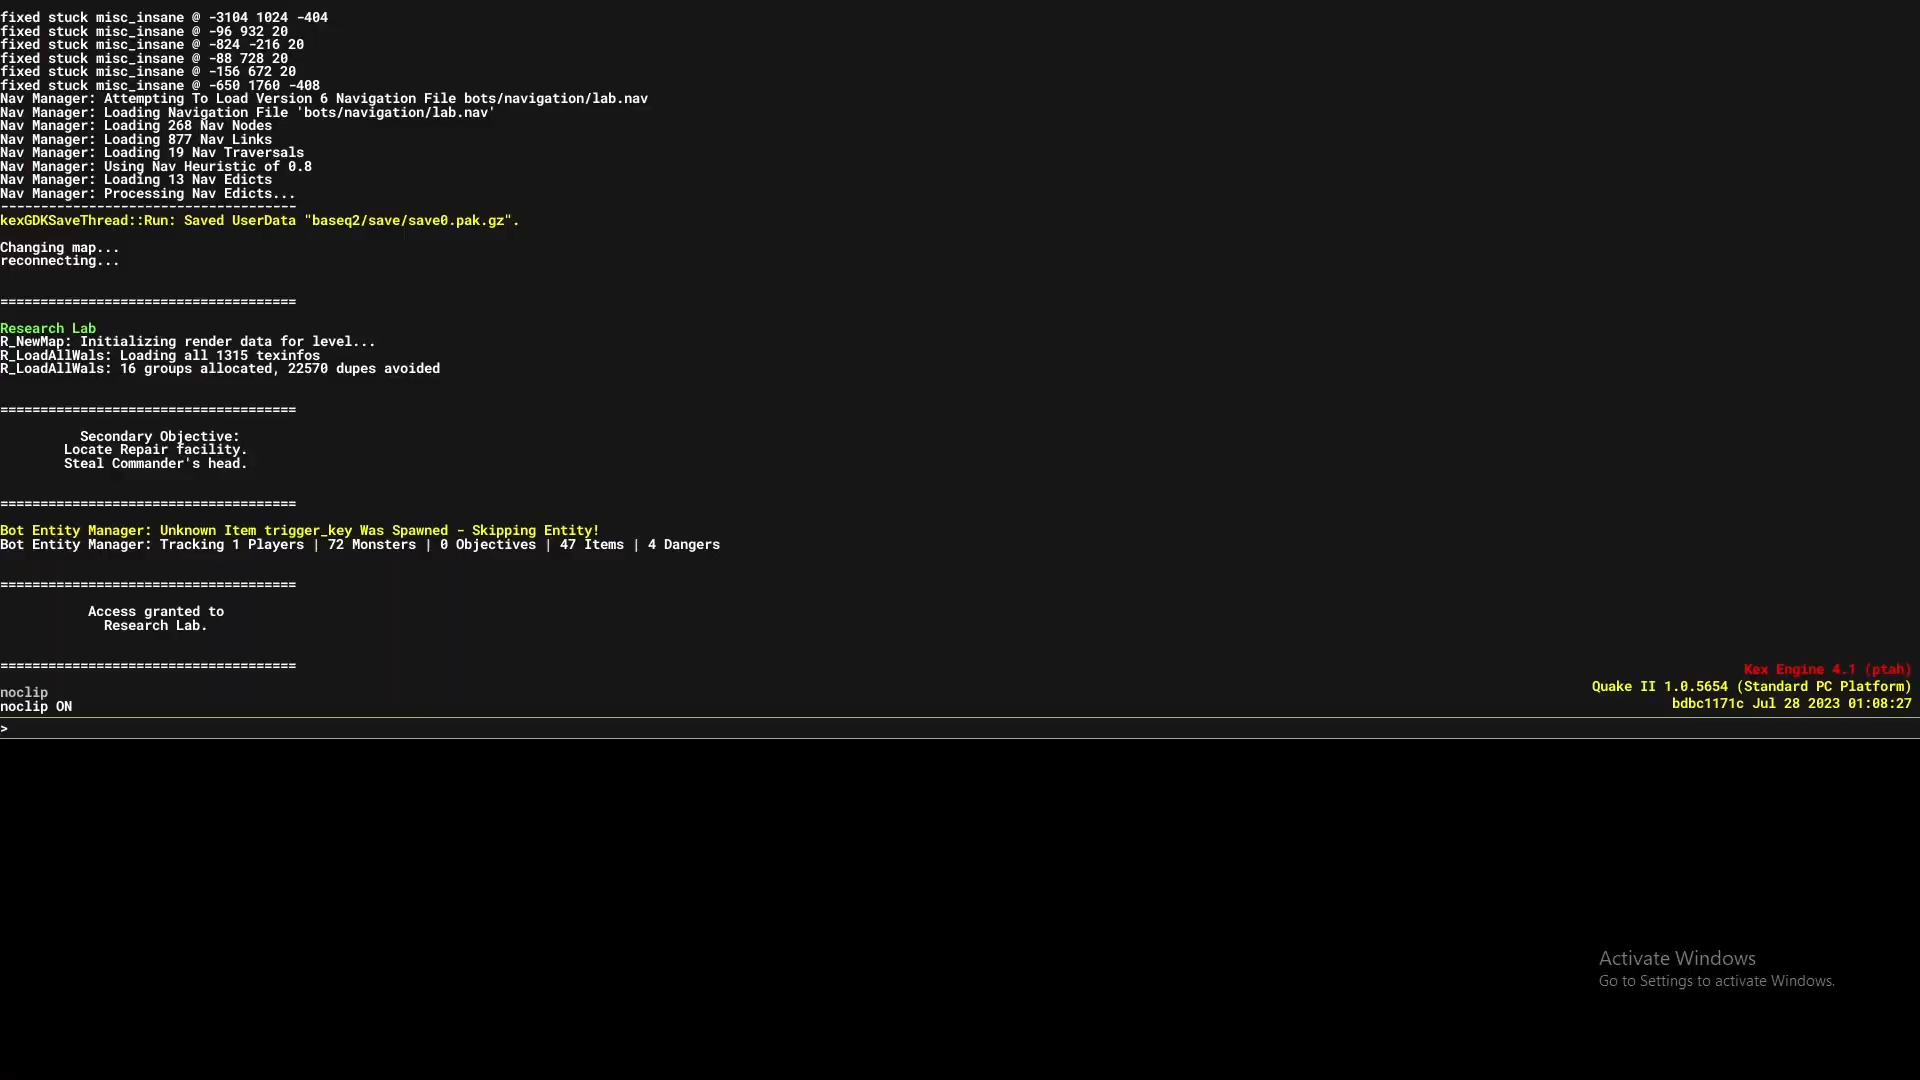 fixed stuck misc_insane @ -3104 1024 -404
fixed stuck misc_insane @ -96 932 20
fixed stuck misc_insane @ -824 -216 20
fixed stuck misc_insane @ -88 728 20
fixed stuck misc_insane @ -156 672 20
fixed stuck misc_insane @ -650 1760 -408
Nav Manager: Attempting To Load Version 6 Navigation File bots/navigation/lab.nav
Nav Manager: Loading Navigation File 'bots/navigation/lab.nav'
Nav Manager: Loading 268 Nav Nodes
Nav Manager: Loading 877 Nav Links
Nav Manager: Loading 19 Nav Traversals
Nav Manager: Using Nav Heuristic of 0.8
Nav Manager: Loading 13 Nav Edicts
Nav Manager: Processing Nav Edicts...
-------------------------------------
kexGDKSaveThread::Run: Saved UserData "baseq2/save/save0.pak.gz".
Changing map...
reconnecting...
=====================================
Research Lab
R_NewMap: Initializing render data for level...
R_LoadAllWals: Loading all 1315 texinfos
R_LoadAllWals: 16 groups allocated, 22570 dupes avoided
=====================================
Secondary Objective:
Locate Repair facility.
Steal Commander's head.
=====================================
Bot Entity Manager: Unknown Item trigger_key Was Spawned - Skipping Entity!
Bot Entity Manager: Tracking 1 Players | 72 Monsters | 0 Objectives | 47 Items | 4 Dangers
=====================================
Access granted to
Research Lab.
=====================================
noclip
noclip ON
>
Kex Engine 4.1 (ptah)
Quake II 1.0.5654 (Standard PC Platform)
bdbc1171c Jul 28 2023 01:08:27
Activate Windows
Go to Settings to activate Windows.